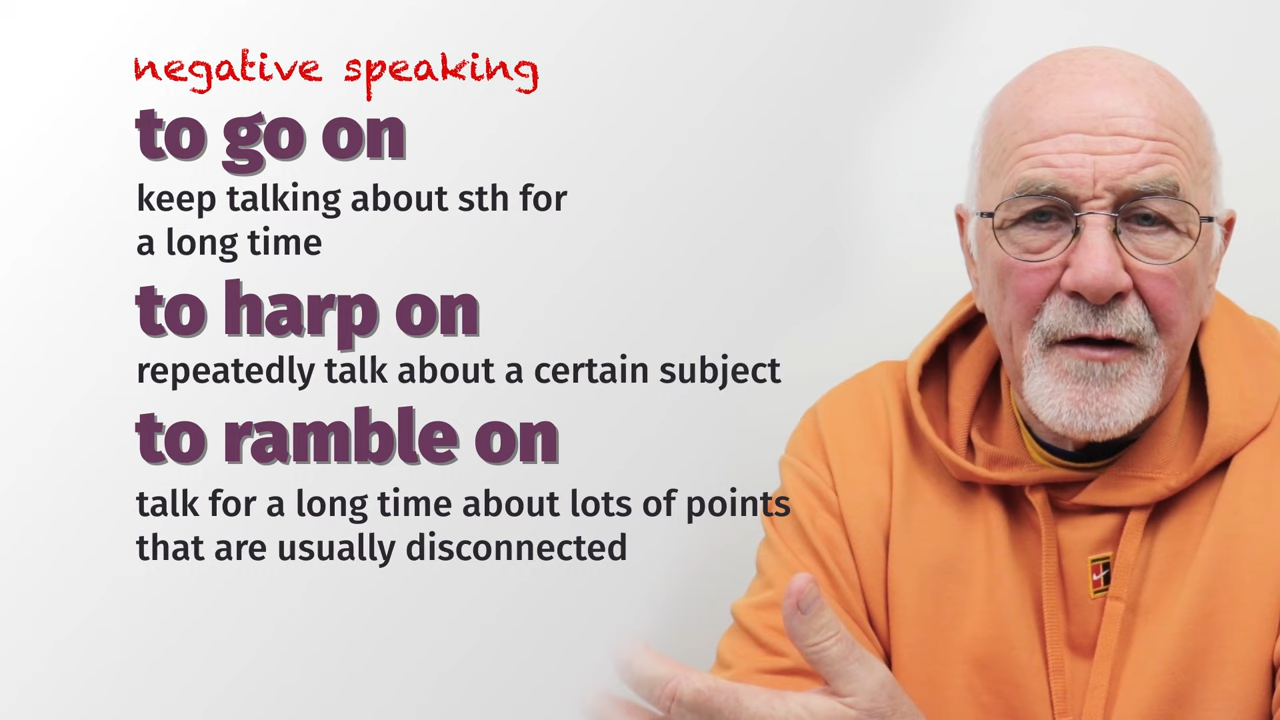 negative speaking
to go on
keep talking about sth for
a long time
to harp on
repeatedly talk about a certain subject
to ramble on
talk for a long time about lots of points
that are usually disconnected